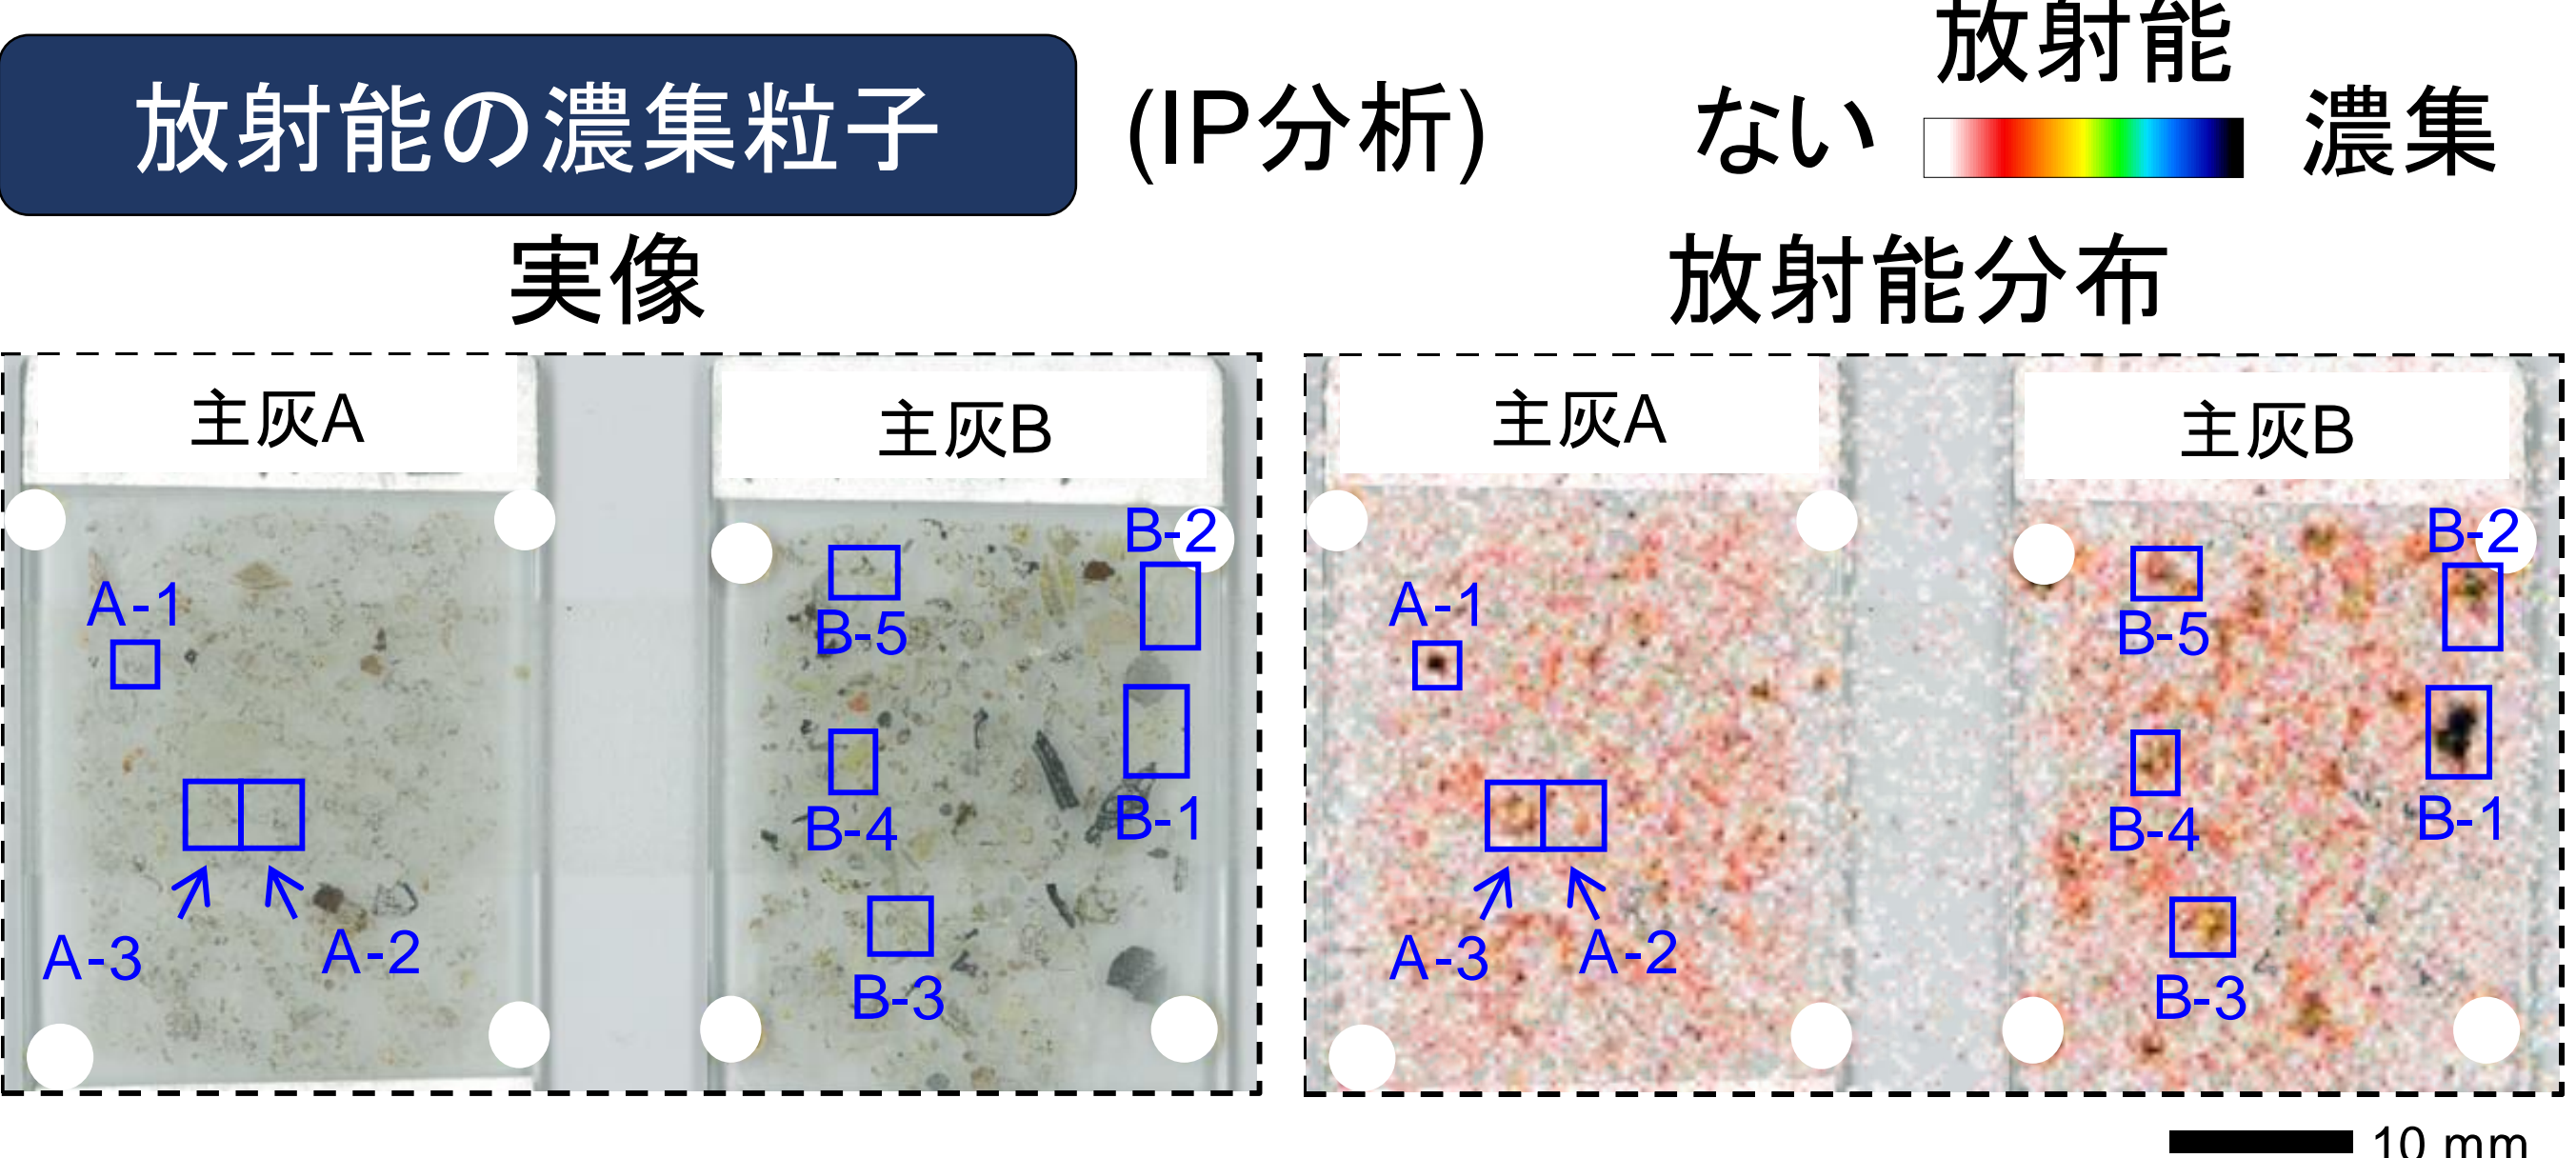 放射能の濃集粒子
(IP分析)
放射能
ない
濃集
実像
放射能分布
主灰A
主灰B
A-1
A-3
A-2
B-2
B-5
B-4
B-1
B-3
主灰A
主灰B
A-1
A-3
A-2
B-2
B-5
B-4
B-1
B-3
10 mm